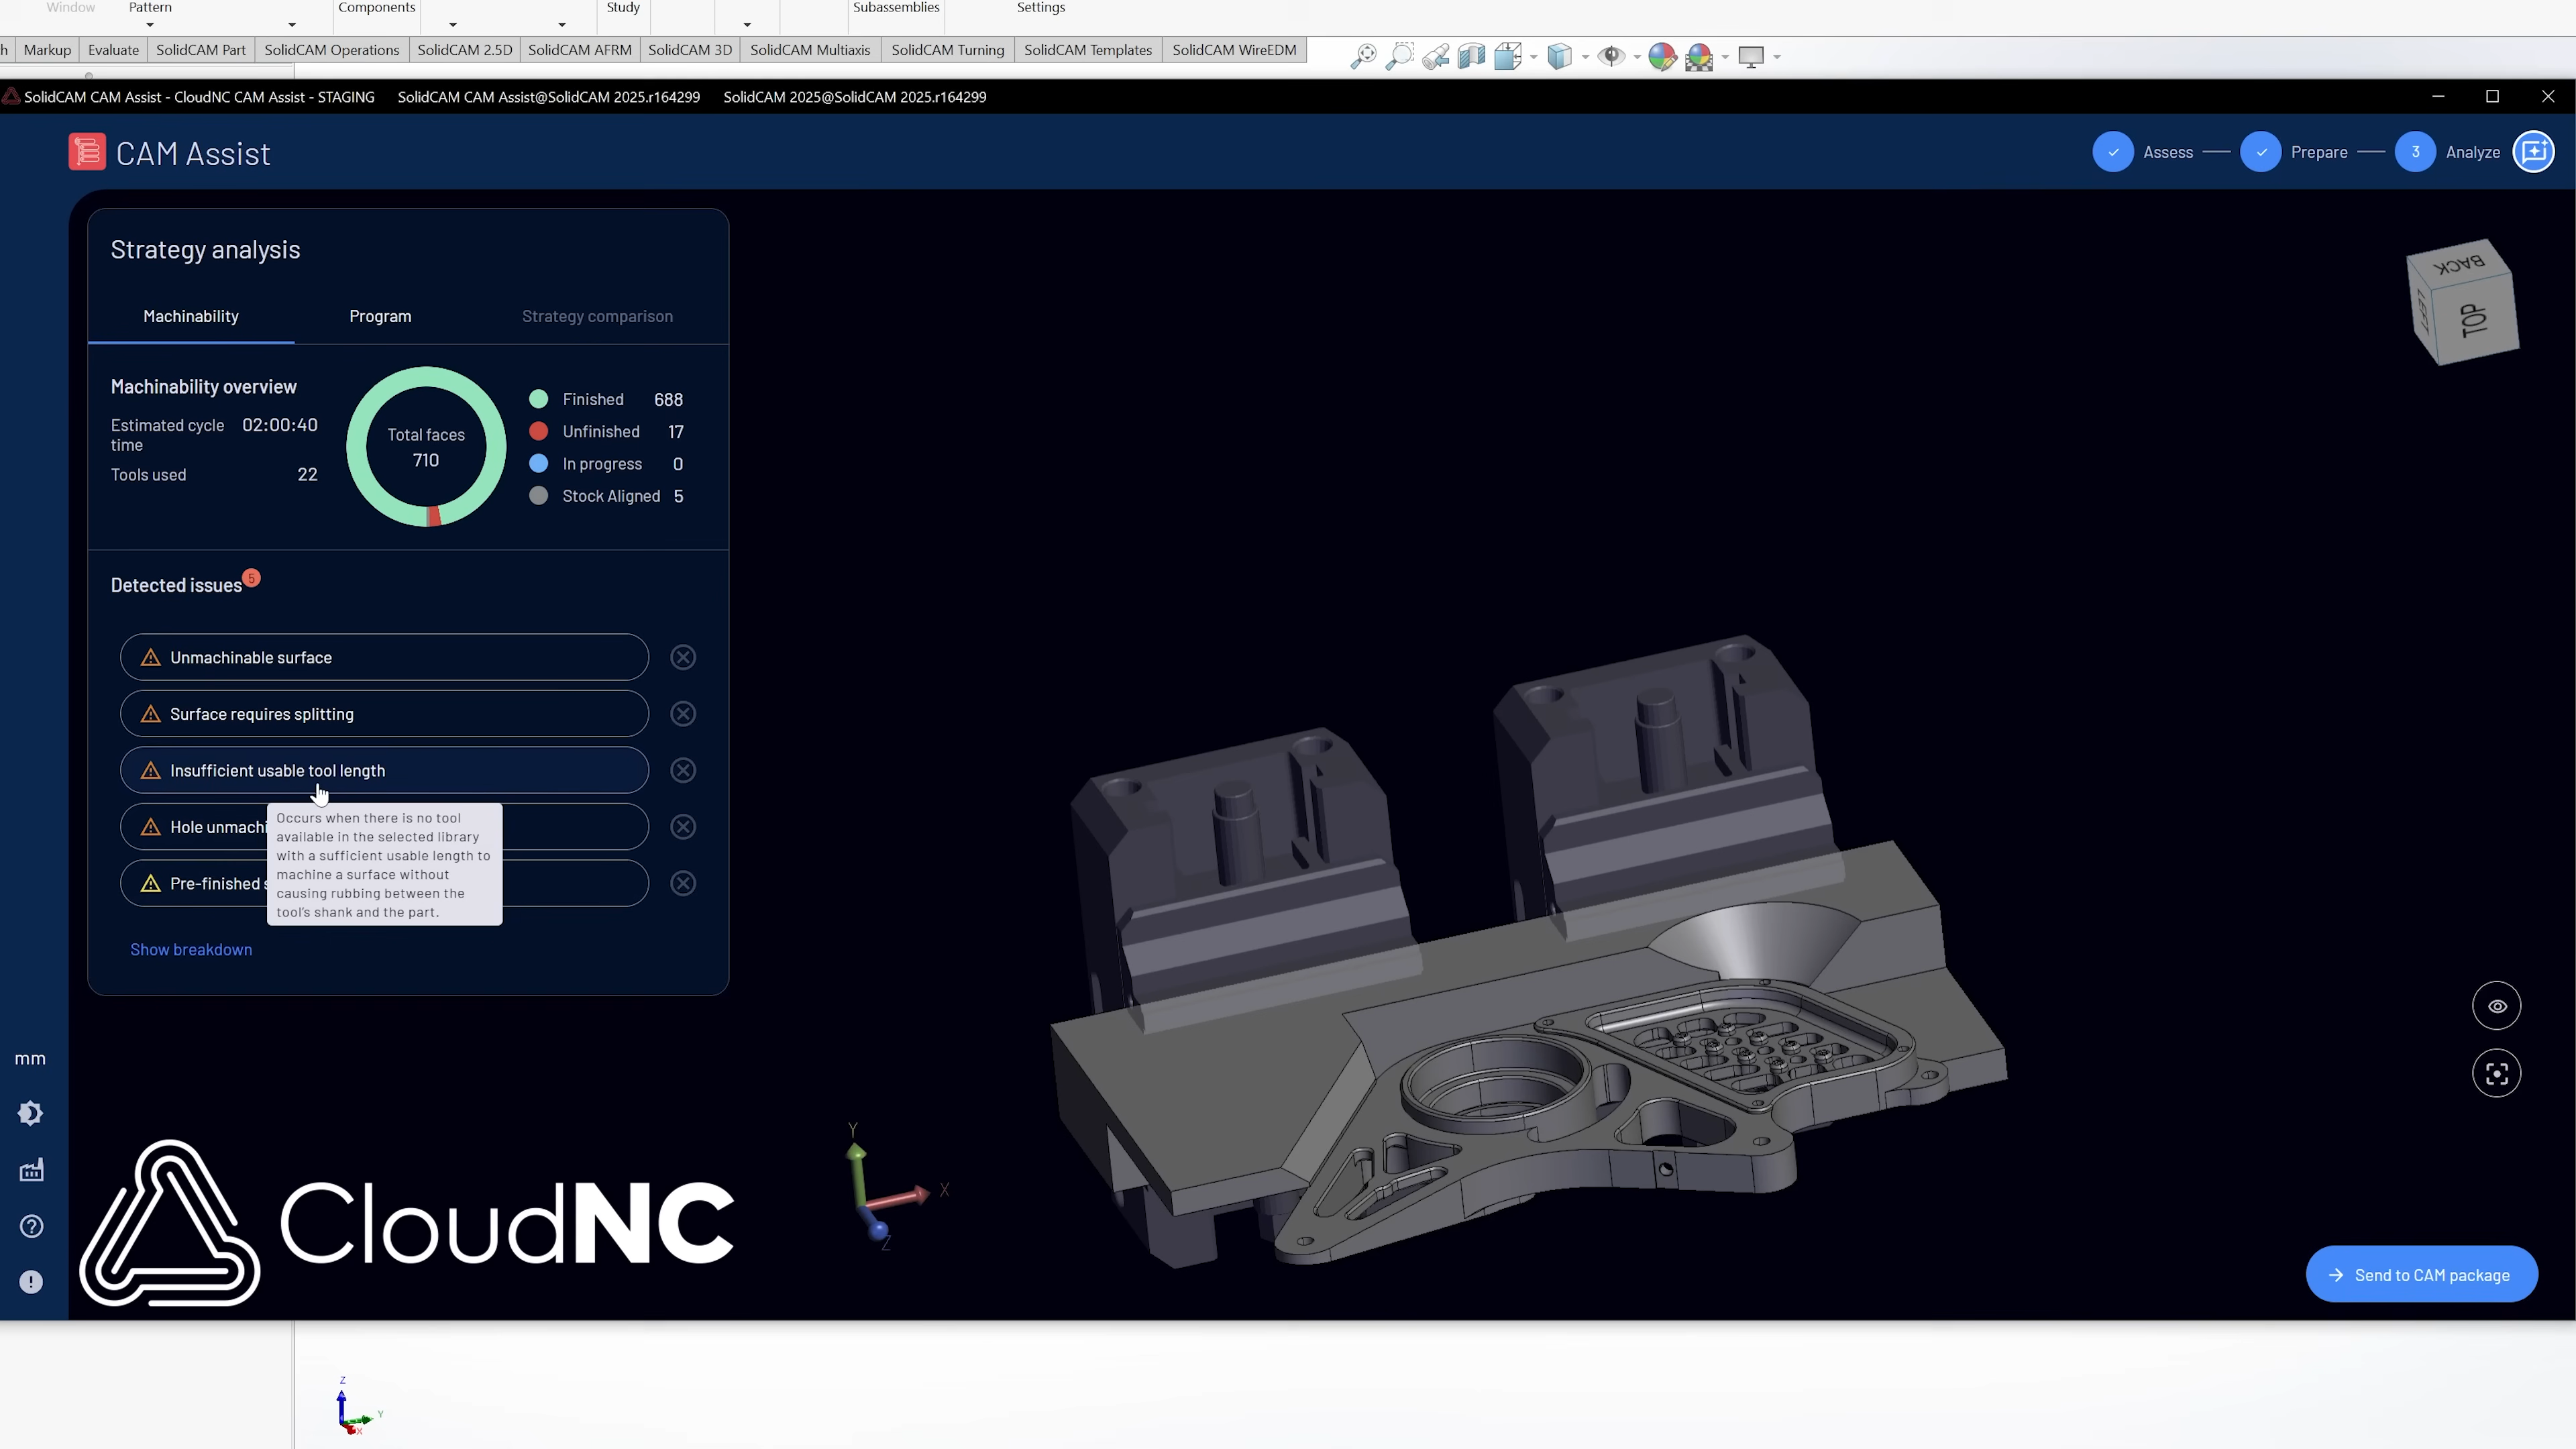 Window
Pattern
Components
Study
Subassemblies
Settings
h
Markup
Evaluate
SolidCAM Part
SolidCAM Operations
SolidCAM 2.5D
SolidCAM AFRM
SolidCAM 3D
SolidCAM Multiaxis
SolidCAM Turning
SolidCAM Templates
SolidCAM WireEDM
SolidCAM CAM Assist - CloudNC CAM Assist - STAGING SolidCAM CAM Assist@SolidCAM 2025.r164299 SolidCAM 2025@SolidCAM 2025.r164299
CAM Assist
Assess
Prepare
3
Analyze
Strategy analysis
Machinability
Program
Strategy comparison
Machinability overview
Estimated cycle time 02:00:40
Tools used 22
Total faces
710
Finished 688
Unfinished 17
In progress 0
Stock Aligned 5
Detected issues 5
Unmachinable surface
Surface requires splitting
Insufficient usable tool length
Hole unmachi
Pre-finished s
Occurs when there is no tool
available in the selected library
with a sufficient usable length to
machine a surface without
causing rubbing between the
tool's shank and the part.
Show breakdown
BACK
LEFT
TOP
mm
CloudNC
Y
X
Z
Send to CAM package
Z
Y
X